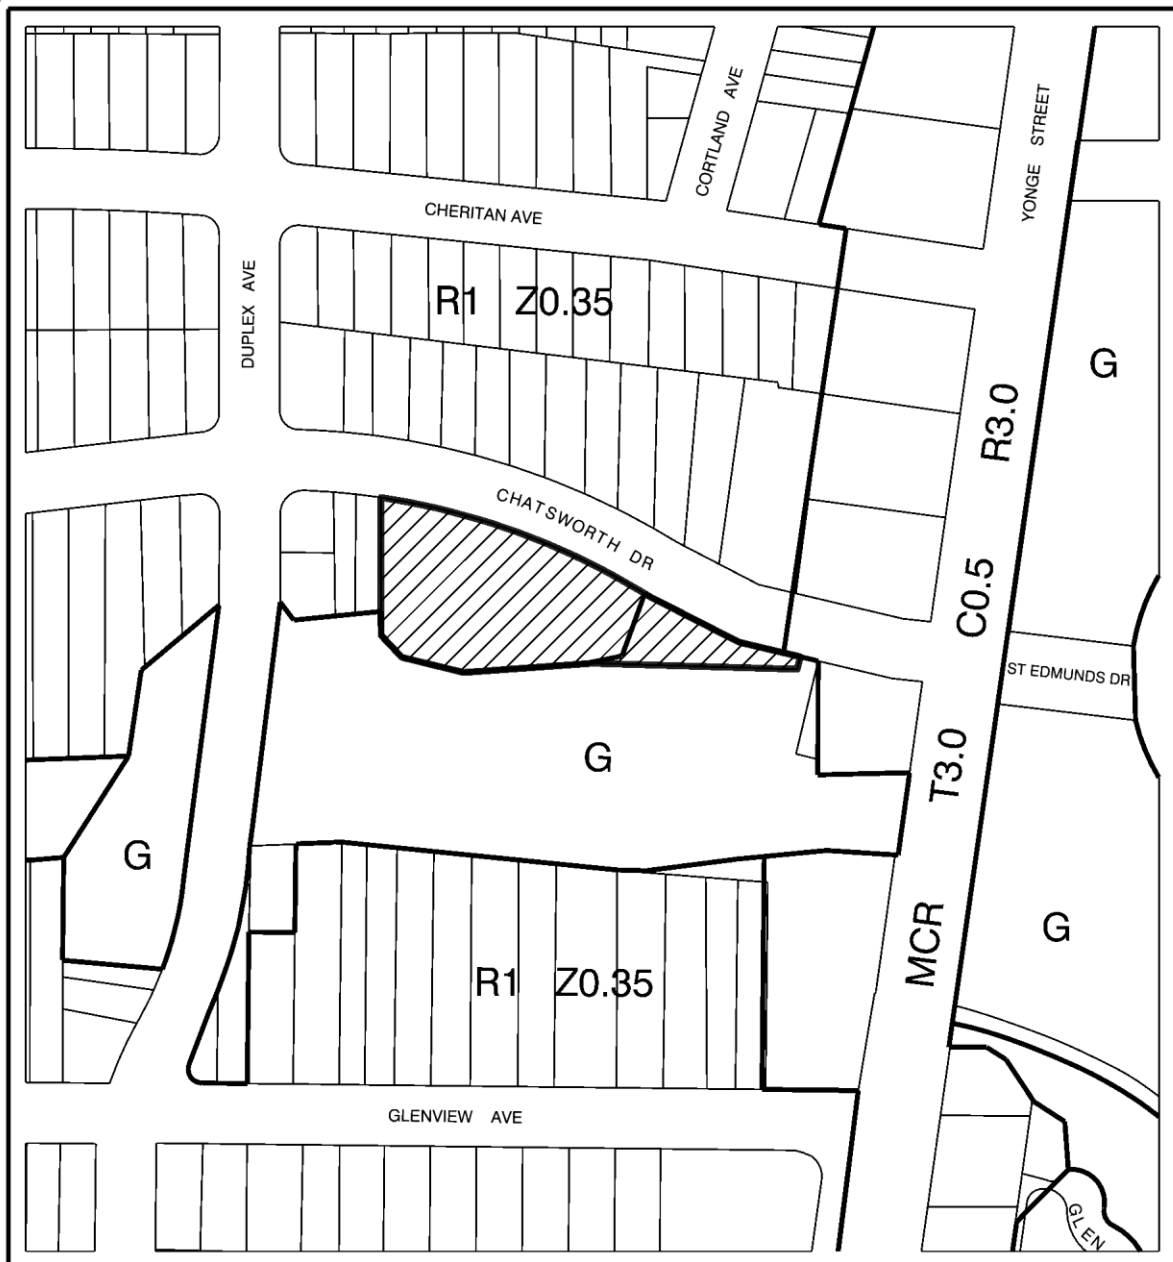 CORTLAND AVE
YONGE STREET
CHERITAN AVE
DUPLEX AVE
R1 Z0.35
G
R3.0
CHATSWORTH DR
C0.5
ST EDMUNDS DR
G
T3.0
G
MCR
G
R1 Z0.35
GLENVIEW AVE
GLEN